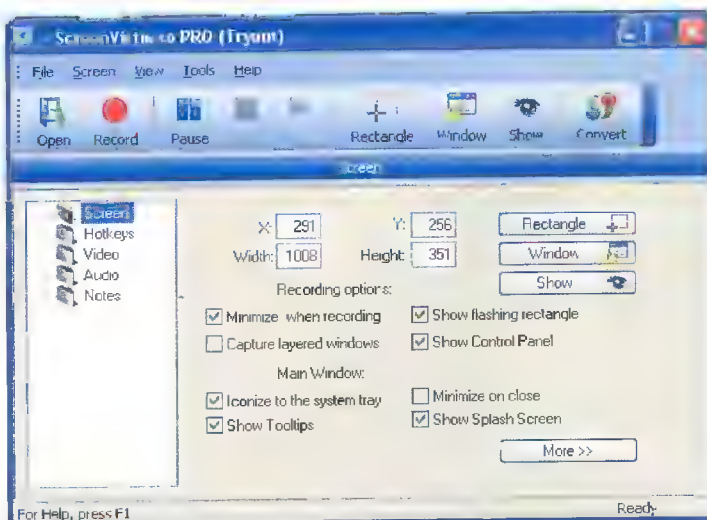 ScreenVirtuoso PRO (Tryout)
File Screen View Tools Help
Open Record Pause Rectangle Window Show Convert
Screen
Screen
Hotkeys
Video
Audio
Notes
X: 291 Y: 256 Rectangle
Width: 1008 Height: 351 Window
Show
Recording options:
Minimize when recording Show flashing rectangle
Capture layered windows Show Control Panel
Main Window:
Iconize to the system tray Minimize on close
Show Tooltips Show Splash Screen
More >>
For Help, press F1 Ready